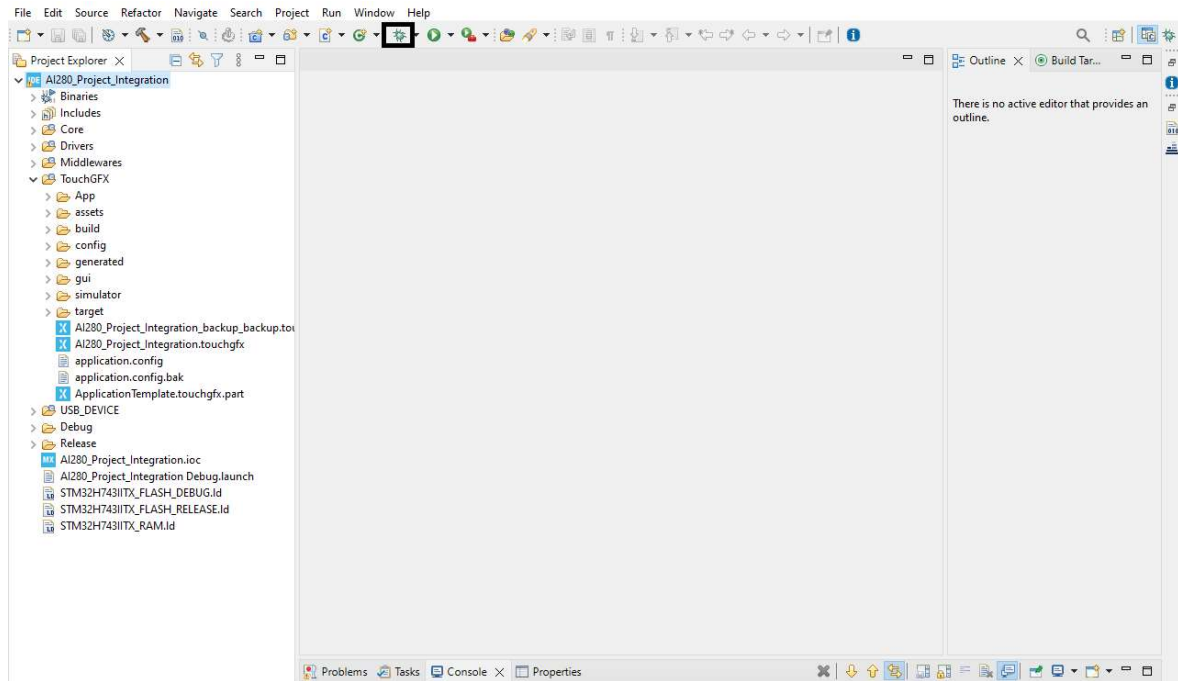 File Edit Source Refactor Navigate Search Project Run Window Help
Project Explorer
AI280_Project_Integration
Binaries
Includes
Core
Drivers
Middlewares
TouchGFX
App
assets
build
config
generated
gui
simulator
target
AI280_Project_Integration_backup_backup.tou
AI280_Project_Integration.touchgfx
application.config
application.config.bak
ApplicationTemplate.touchgfx.part
USB_DEVICE
Debug
Release
AI280_Project_Integration.ioc
AI280_Project_Integration Debug.launch
STM32H743IITX_FLASH_DEBUG.ld
STM32H743IITX_FLASH_RELEASE.ld
STM32H743IITX_RAM.ld
Outline Build Tar...
There is no active editor that provides an
outline.
Problems Tasks Console Properties